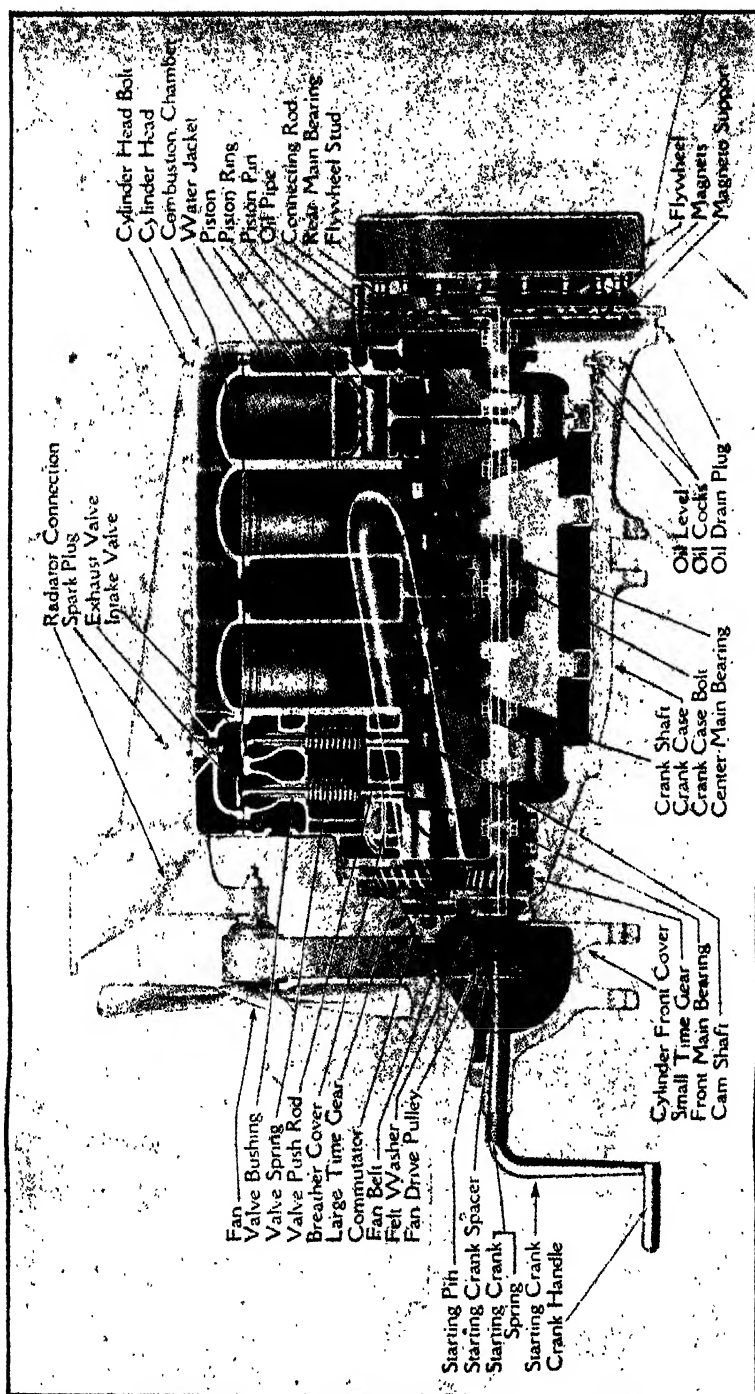 Radiator Connection
Spark Plug
Exhaust Valve
Intake Valve
Cylinder Head Bolt
Cylinder Head
Combustion Chamber
Water Jacket
Piston
Piston Ring
Piston Pin
Oil Pipe
Connecting Rod
Rear Main Bearing
Flywheel Stud
Fan
Valve Bushing
Valve Spring
Valve Push Rod
Breather Cover
Large Time Gear
Commutator
Fan Belt
Felt Washer
Fan Drive Pulley
Starting Pin
Starting Crank Spacer
Starting Crank
Spring
Starting Crank
Crank Handle
Cylinder Front Cover
Small Time Gear
Front Main Bearing
Cam Shaft
Crank Shaft
Crank Case
Crank Case Bolt
Center Main Bearing
Oil Level
Oil Cocks
Oil Drain Plug
Flywheel
Magnets
Magneto Support